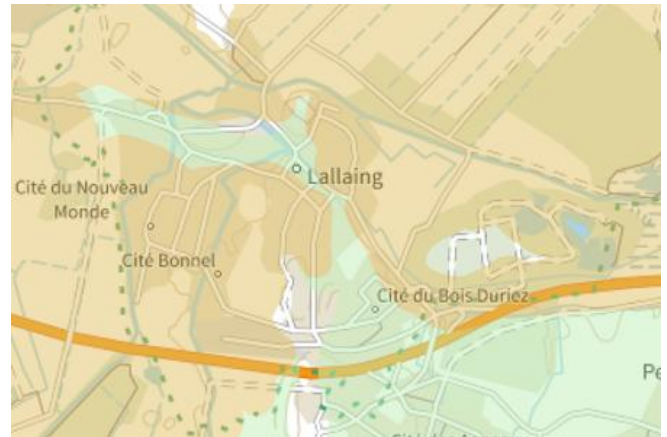 Lallaing
Cité du Nouveau
Monde
Cité Bonnel
Cité du Bois Duriez
Pe